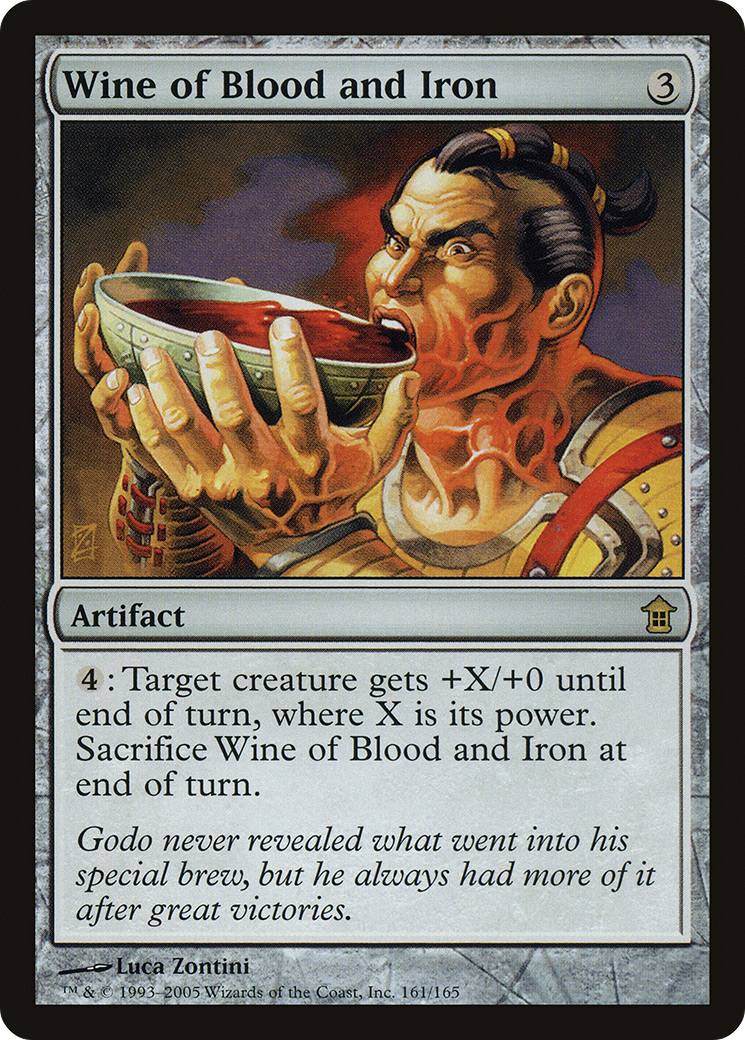 Wine of Blood and Iron 3
Artifact
4: Target creature gets +X/+0 until
end of turn, where X is its power.
Sacrifice Wine of Blood and Iron at
end of turn.
Godo never revealed what went into his
special brew, but he always had more of it
after great victories.
Luca Zontini
™ & © 1993–2005 Wizards of the Coast, Inc. 161/165